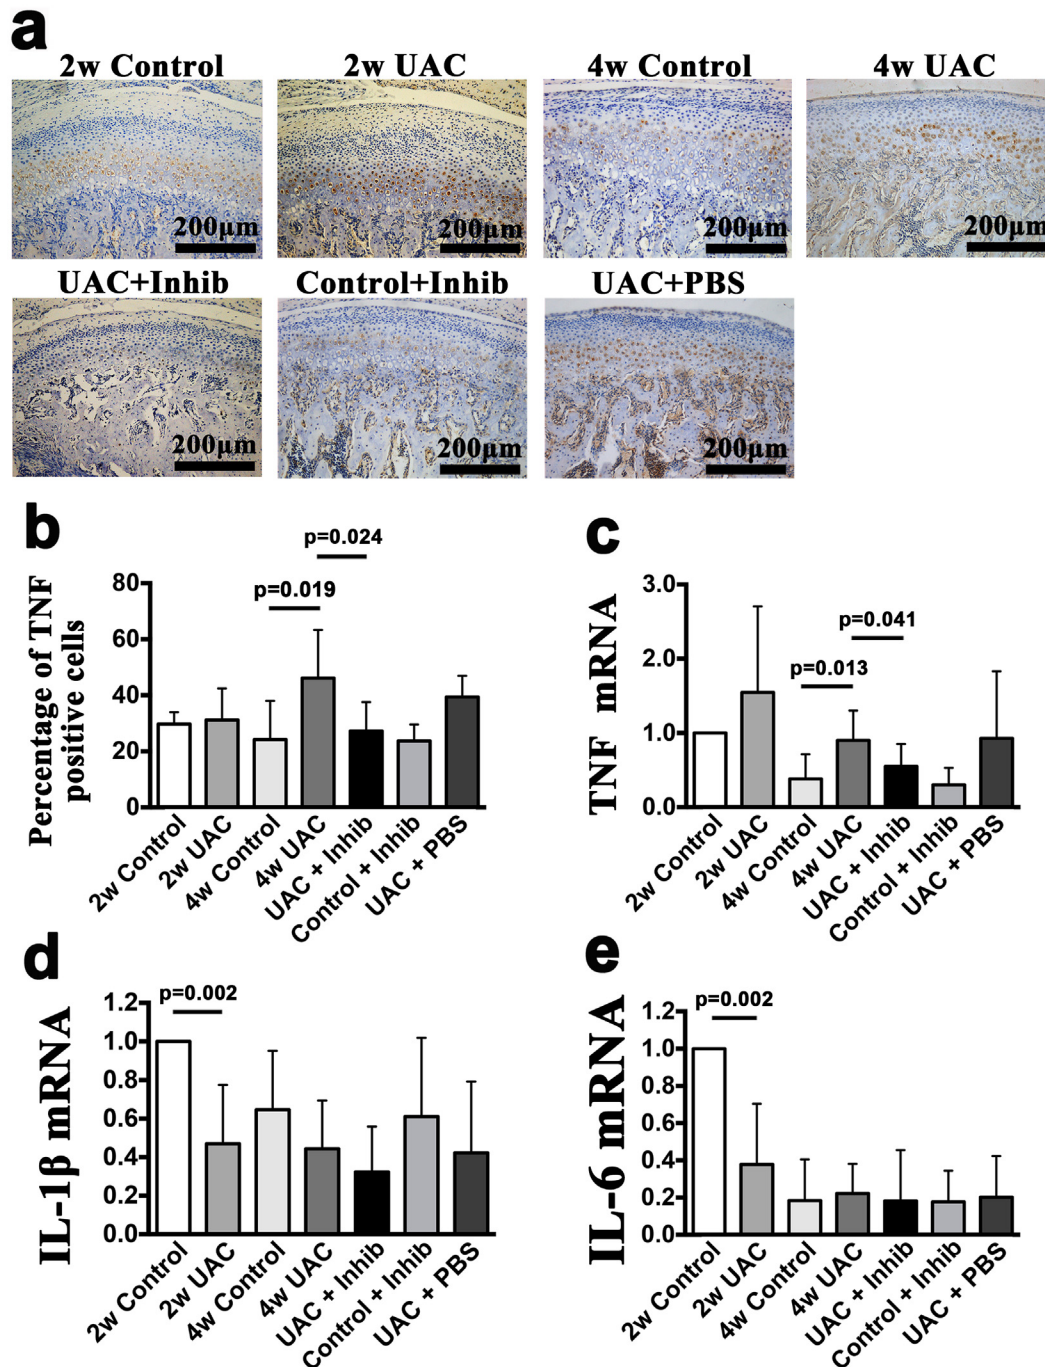 a
2w Control
2w UAC
4w Control
4w UAC
200μm
200μm
200μm
200μm
UAC+Inhib
Control+Inhib
UAC+PBS
200μm
200μm
200μm
b
Percentage of TNF
positive cells
80
60
40
20
0
p=0.019
p=0.024
2w Control
2w UAC
4w Control
4w UAC
UAC + Inhib
Control + Inhib
UAC + PBS
c
TNF mRNA
3.0
1.5
1.0
0.0
p=0.013
p=0.041
2w Control
2w UAC
4w Control
4w UAC
UAC + Inhib
Control + Inhib
UAC + PBS
d
IL-1β mRNA
1.2
1.0
0.8
0.6
0.4
0.2
0.0
p=0.002
2w Control
2w UAC
4w Control
4w UAC
UAC + Inhib
Control + Inhib
UAC + PBS
e
IL-6 mRNA
1.2
1.0
0.8
0.6
0.4
0.2
0.0
p=0.002
2w Control
2w UAC
4w Control
4w UAC
UAC + Inhib
Control + Inhib
UAC + PBS